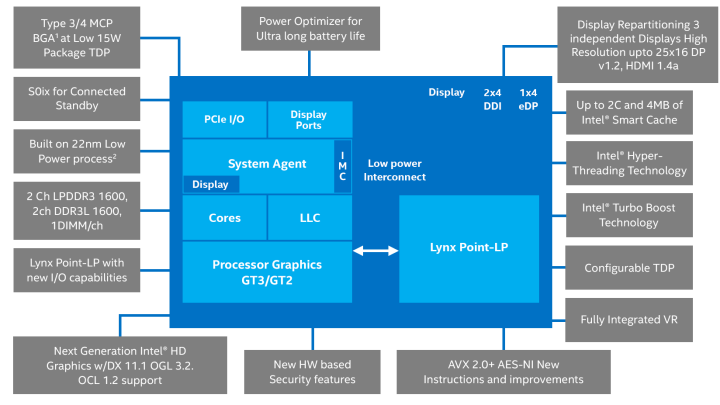 Type 3/4 MCP
BGA¹ at Low 15W
Package TDP
Power Optimizer for
Ultra long battery life
Display Repartitioning 3
independent Displays High
Resolution upto 25x16 DP
v1.2, HDMI 1.4a
S0ix for Connected
Standby
Built on 22nm Low
Power process²
2 Ch LPDDR3 1600,
2ch DDR3L 1600,
1DIMM/ch
Lynx Point-LP with
new I/O capabilities
Display
2x4
DDI
1x4
eDP
PCIe I/O
Display
Ports
System Agent
I
M
C
Display
Low power
Interconnect
Cores
LLC
Processor Graphics
GT3/GT2
Lynx Point-LP
Up to 2C and 4MB of
Intel® Smart Cache
Intel® Hyper-
Threading Technology
Intel® Turbo Boost
Technology
Configurable TDP
Fully Integrated VR
Next Generation Intel® HD
Graphics w/DX 11.1 OGL 3.2.
OCL 1.2 support
New HW based
Security features
AVX 2.0+ AES-NI New
Instructions and improvements